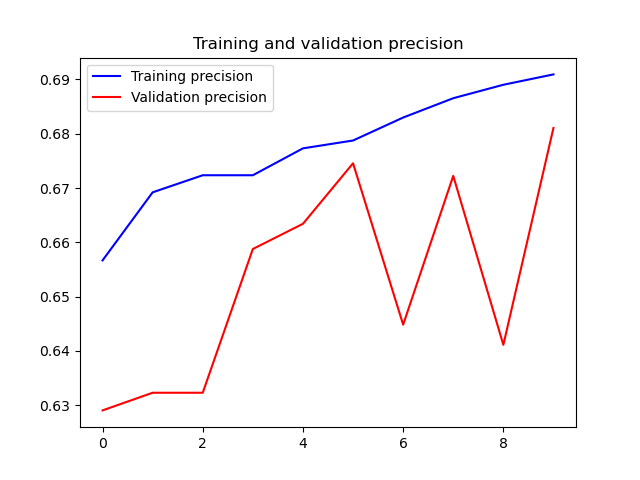 Training and validation precision
Training precision
Validation precision
0.69
0.68
0.67
0.66
0.65
0.64
0.63
0 2 4 6 8